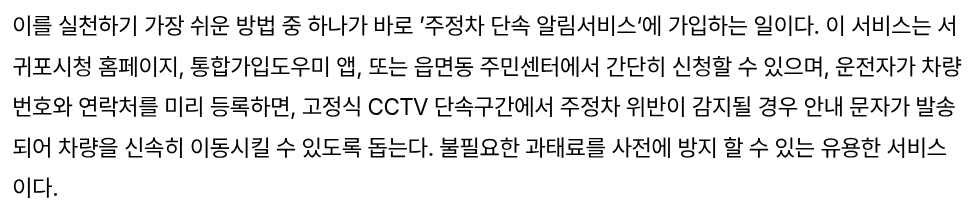 이를 실천하기 가장 쉬운 방법 중 하나가 바로 '주정차 단속 알림서비스'에 가입하는 일이다. 이 서비스는 서
귀포시청 홈페이지, 통합가입도우미 앱, 또는 읍면동 주민센터에서 간단히 신청할 수 있으며, 운전자가 차량
번호와 연락처를 미리 등록하면, 고정식 CCTV 단속구간에서 주정차 위반이 감지될 경우 안내 문자가 발송
되어 차량을 신속히 이동시킬 수 있도록 돕는다. 불필요한 과태료를 사전에 방지 할 수 있는 유용한 서비스
이다.